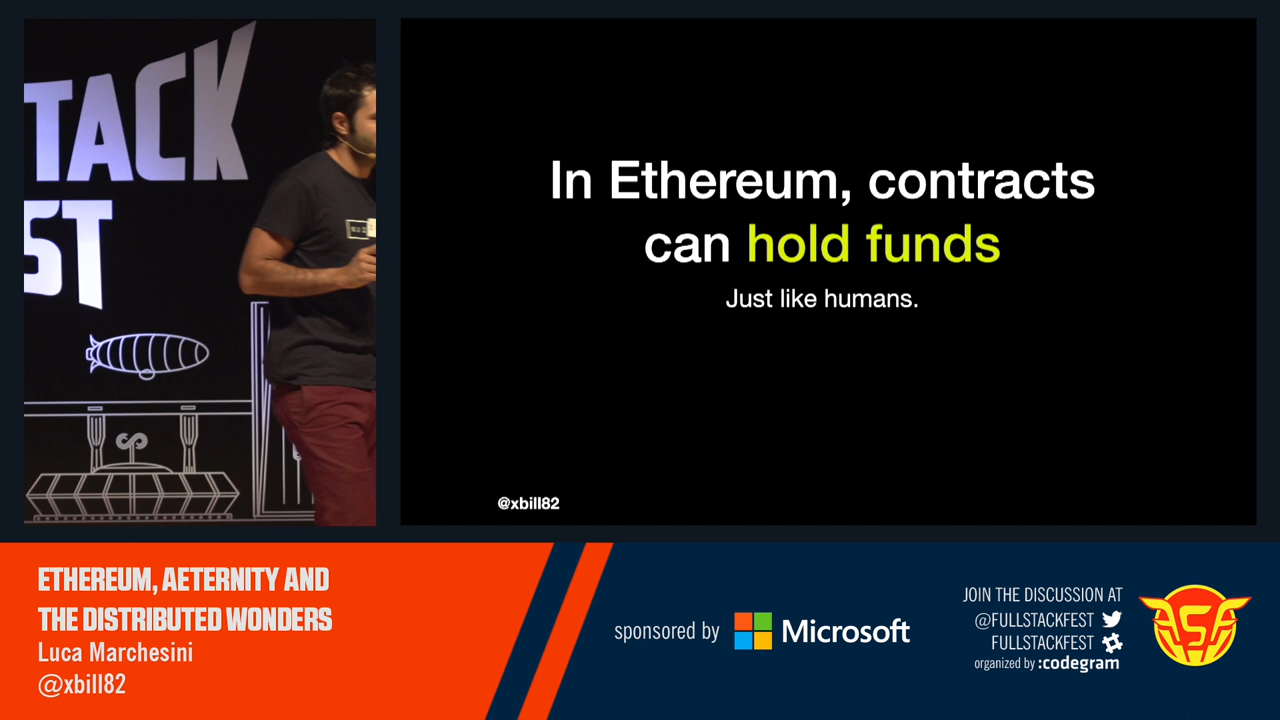 TACK
ST
In Ethereum, contracts
can hold funds
Just like humans.
@xbill82
ETHEREUM, AETERNITY AND
THE DISTRIBUTED WONDERS
Luca Marchesini
@xbill82
sponsored by
Microsoft
JOIN THE DISCUSSION AT
@FULLSTACKFEST
FULLSTACKFEST
organized by :codegram
FSF